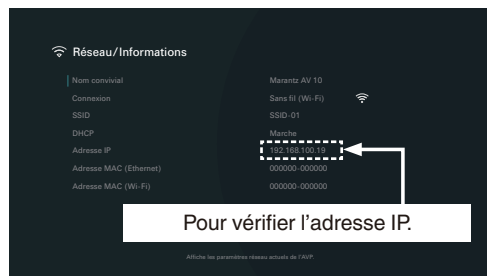 Réseau/Informations
Nom convivial Marantz AV 10
Connexion Sans fil (Wi-Fi)
SSID SSID-01
DHCP Marche
Adresse IP 192.168.100.19
Adresse MAC (Ethernet) 000000-000000
Adresse MAC (Wi-Fi) 000000-000000
Pour vérifier l'adresse IP.
Affiche les paramètres réseau actuels de l'AVP.